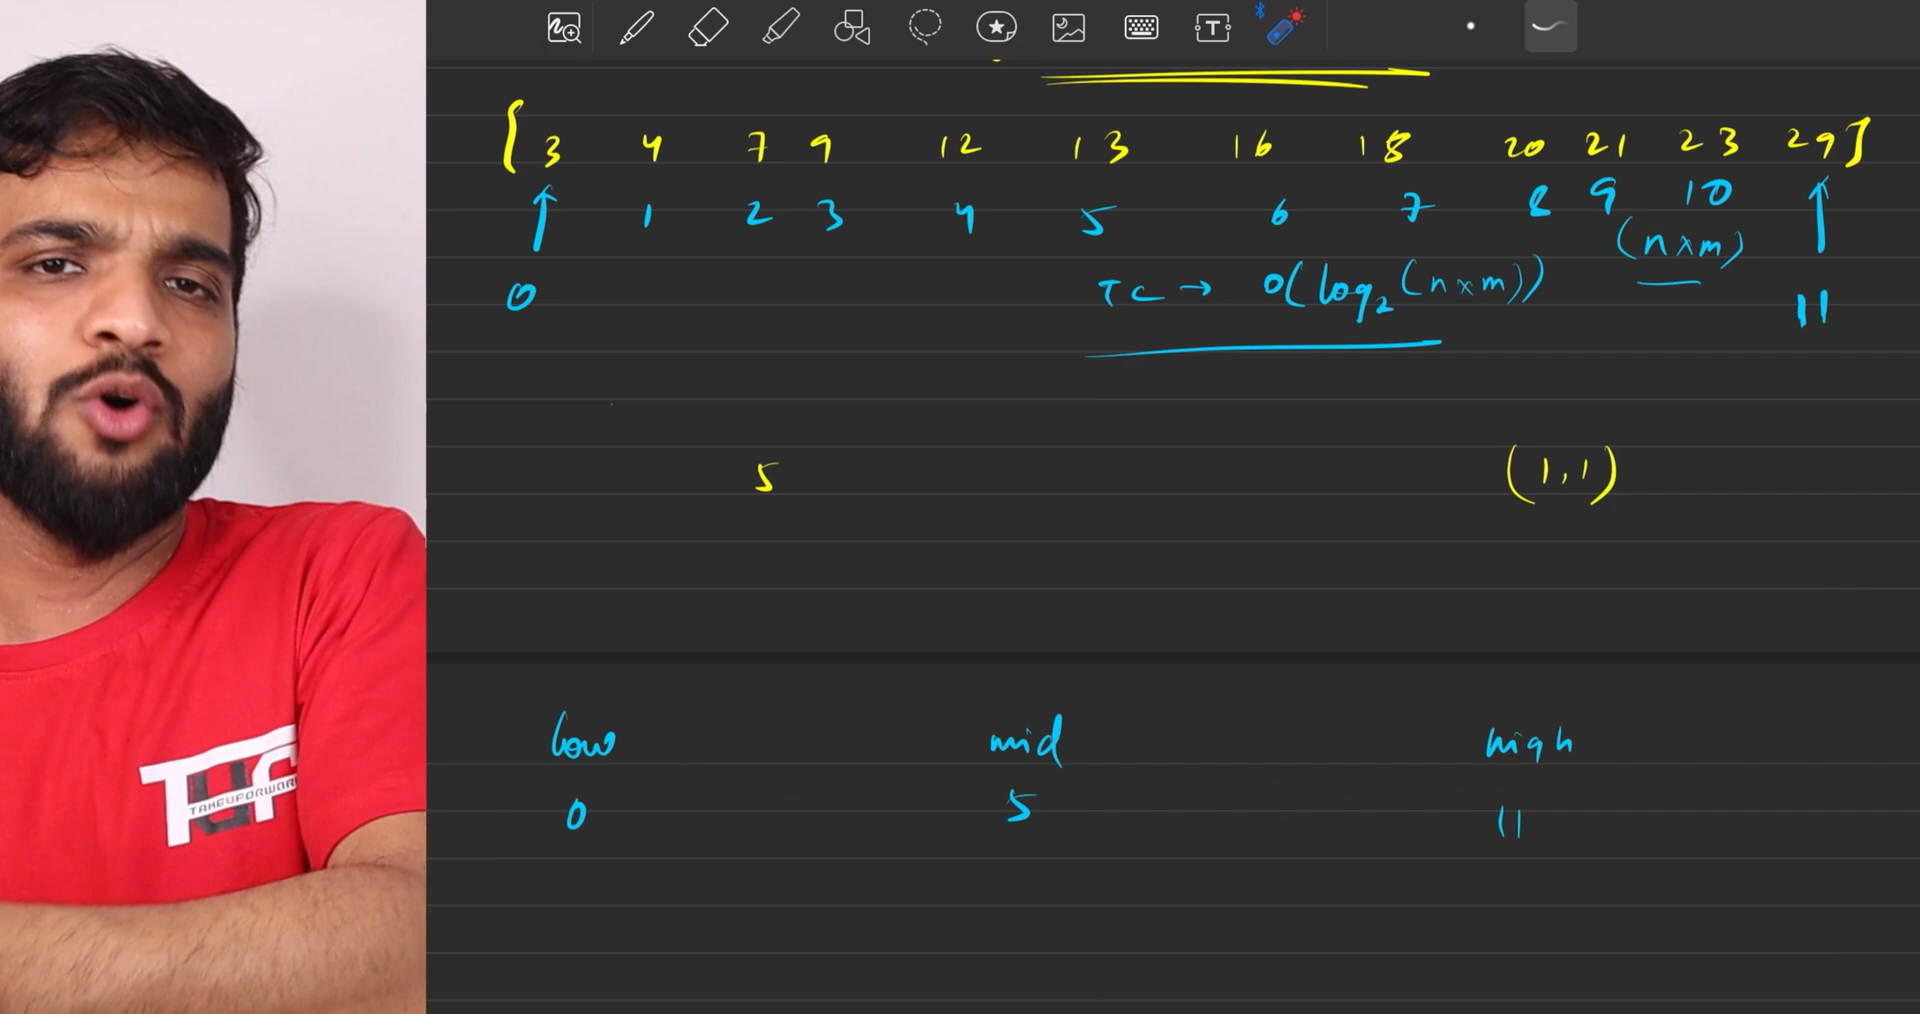 [3 4 7 9 12 13 16 18 20 21 23 29]
0 1 2 3 4 5 6 7 8 9 10 11
(n x m)
TC → O(log₂(n x m))
5 (1,1)
low mid high
0 5 11
TUF
TAKEUFORWARD
T